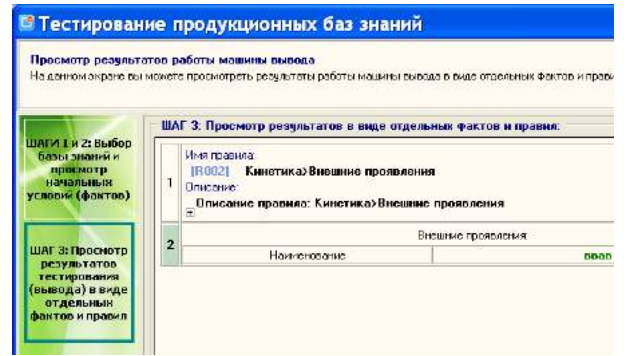 Тестирование продукционных баз знаний
Просмотр результатов работы машины вывода
На данном экране вы можете просмотреть результаты работы машины вывода в виде отдельных фактов и прави
ШАГИ 1 и 2: Выбор
базы знаний и
просмотр
начальных
условий (фактов)
ШАГ 3: Просмотр
результатов
тестирования
(вывода) в виде
отдельных
фактов и правил
ШАГ 3: Просмотр результатов в виде отдельных фактов и правил:
1
Имя правила:
[R002] Кинетика>Внешние проявления
Описание:
Описание правила: Кинетика>Внешние проявления
2
Внешние проявления
Наименование